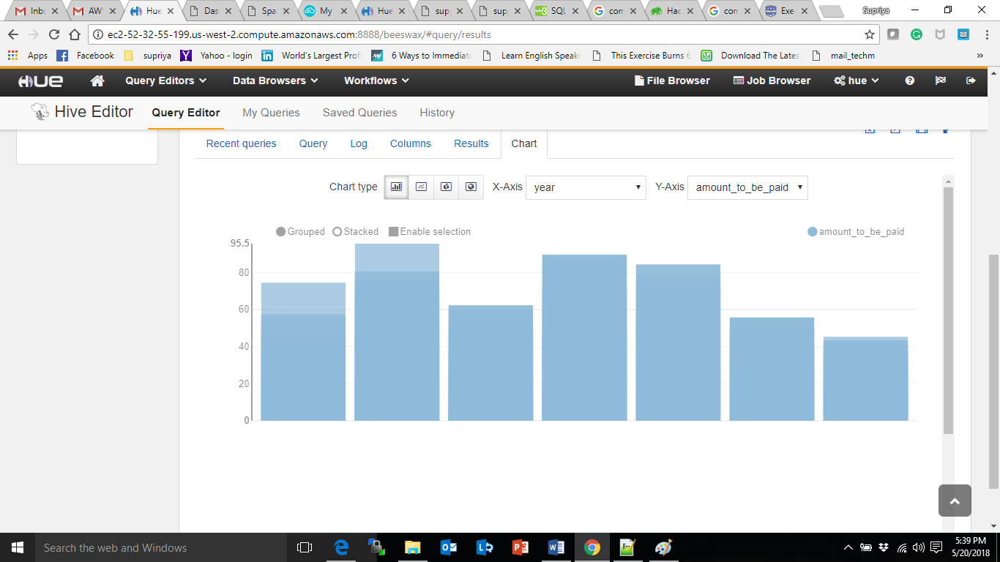 Inbo AW Hue Das Spa My Hue sup supp SQL com Hac con Exe Supriya
ec2-52-32-55-199.us-west-2.compute.amazonaws.com:8888/beeswax/#query/results
Apps Facebook supriya Yahoo - login World's Largest Prof 6 Ways to Immediate Learn English Speaki This Exercise Burns 6 Download The Lates mail_techm »
HUE Query Editors Data Browsers Workflows File Browser Job Browser hue
Hive Editor Query Editor My Queries Saved Queries History
Recent queries Query Log Columns Results Chart
Chart type X-Axis year Y-Axis amount_to_be_paid
Grouped Stacked Enable selection amount_to_be_paid
95.5
80
60
40
20
0
Search the web and Windows
5:39 PM
5/20/2018